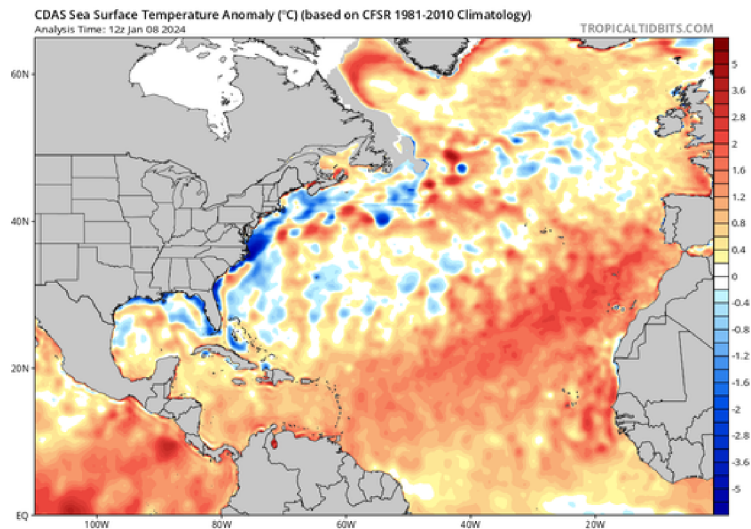 CDAS Sea Surface Temperature Anomaly (°C) (based on CFSR 1981-2010 Climatology)
Analysis Time: 12z Jan 08 2024
TROPICALTIDBITS.COM
60N
40N
20N
EQ
100W
80W
60W
40W
20W
5
3.6
2.8
2
1.6
1.2
0.8
0.4
0
-0.4
-0.8
-1.2
-1.6
-2
-2.8
-3.6
-5